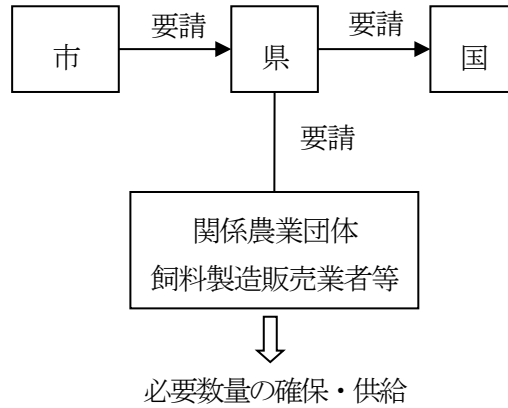 要請
要請
市
県
国
要請
関係農業団体
飼料製造販売業者等
必要数量の確保・供給